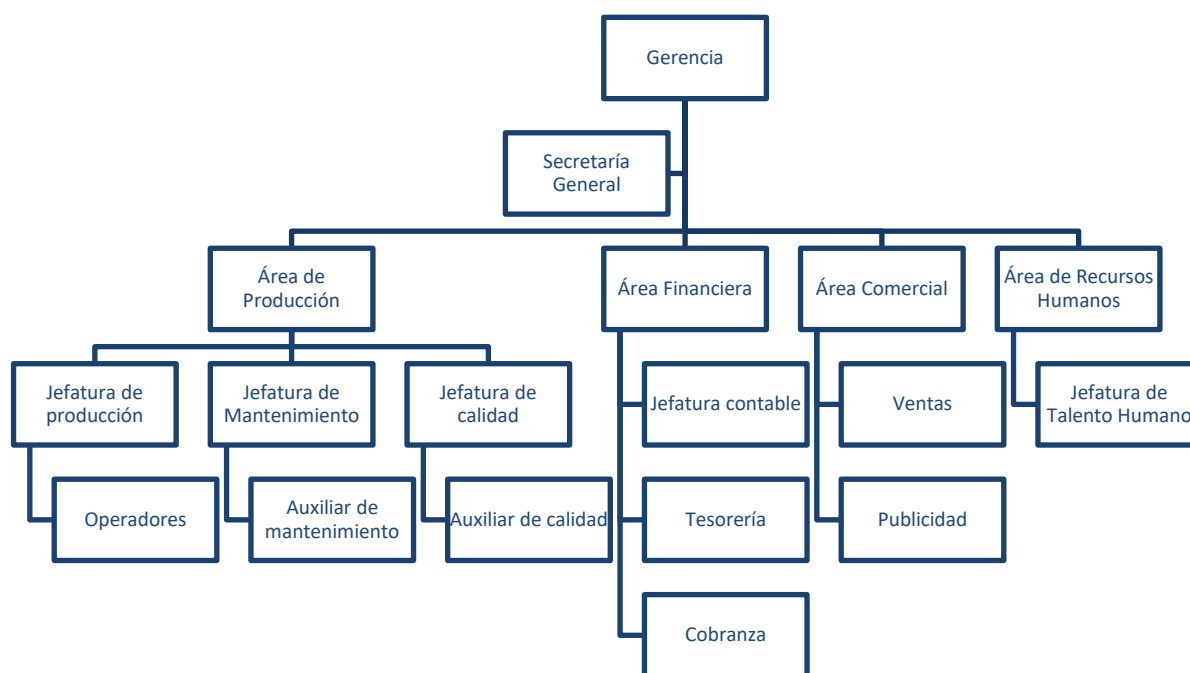 Gerencia
Secretaría
General
Área de
Producción
Área Financiera
Área Comercial
Área de Recursos
Humanos
Jefatura de
producción
Jefatura de
Mantenimiento
Jefatura de
calidad
Jefatura contable
Ventas
Jefatura de
Talento Humano
Operadores
Auxiliar de
mantenimiento
Auxiliar de calidad
Tesorería
Publicidad
Cobranza